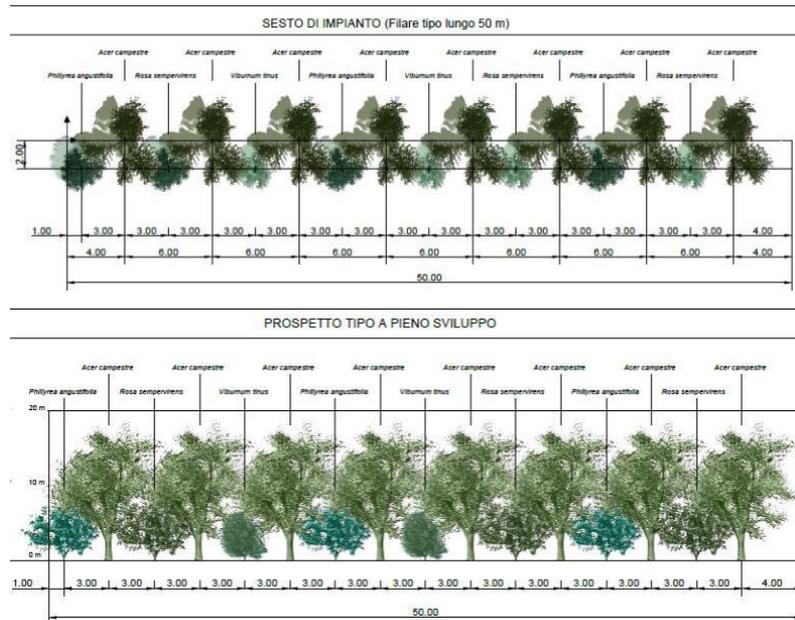 SESTO DI IMPIANTO (Filare tipo lungo 50 m)
Acer campestre Acer campestre Acer campestre Acer campestre Acer campestre Acer campestre Acer campestre Acer campestre
Phillyrea angustifolia Rosa sempervirens Viburnum tinus Phillyrea angustifolia Viburnum tinus Rosa sempervirens Phillyrea angustifolia Rosa sempervirens
2.00
1.00 3.00 3.00 3.00 3.00 3.00 3.00 3.00 3.00 3.00 3.00 3.00 3.00 3.00 3.00 3.00 4.00
4.00 6.00 6.00 6.00 6.00 6.00 6.00 6.00 4.00
50.00
PROSPETTO TIPO A PIENO SVILUPPO
Acer campestre Acer campestre Acer campestre Acer campestre Acer campestre Acer campestre Acer campestre Acer campestre
Phillyrea angustifolia Rosa sempervirens Viburnum tinus Phillyrea angustifolia Viburnum tinus Rosa sempervirens Phillyrea angustifolia Rosa sempervirens
20 m
10 m
0 m
1.00 3.00 3.00 3.00 3.00 3.00 3.00 3.00 3.00 3.00 3.00 3.00 3.00 3.00 3.00 3.00 4.00
50.00